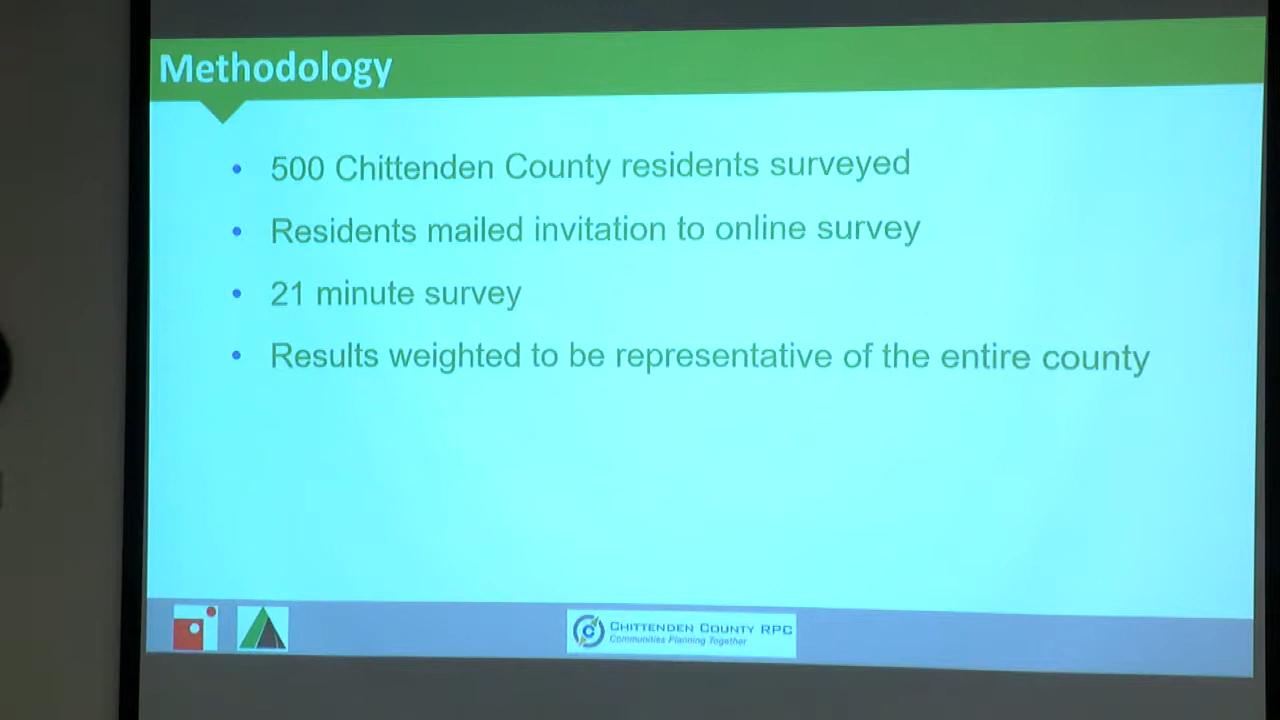 Methodology
• 500 Chittenden County residents surveyed
• Residents mailed invitation to online survey
• 21 minute survey
• Results weighted to be representative of the entire county
CHITTENDEN COUNTY RPC
Communities Planning Together